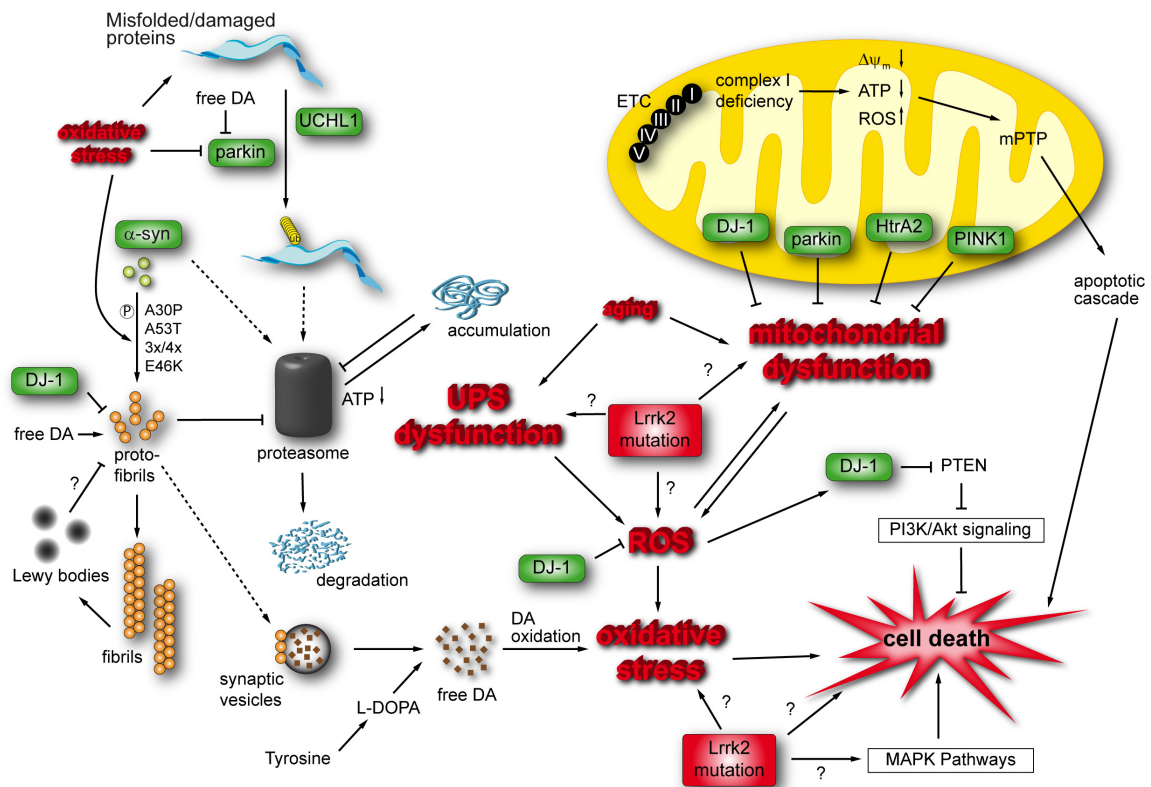 Misfolded/damaged
proteins
free DA
UCHL1
oxidative
stress
parkin
α-syn
ub
P
A30P
A53T
3x/4x
E46K
DJ-1
free DA
proto-
fibrils
?
Lewy bodies
fibrils
accumulation
ATP
proteasome
degradation
synaptic
vesicles
L-DOPA
Tyrosine
free DA
DA
oxidation
ETC
I
II
III
IV
V
complex I
deficiency
Δψm
ATP
ROS
mPTP
DJ-1
parkin
HtrA2
PINK1
apoptotic
cascade
aging
mitochondrial
dysfunction
?
?
UPS
dysfunction
Lrrk2
mutation
?
DJ-1
PTEN
PI3K/Akt signaling
ROS
DJ-1
oxidative
stress
cell death
?
?
Lrrk2
mutation
?
MAPK Pathways